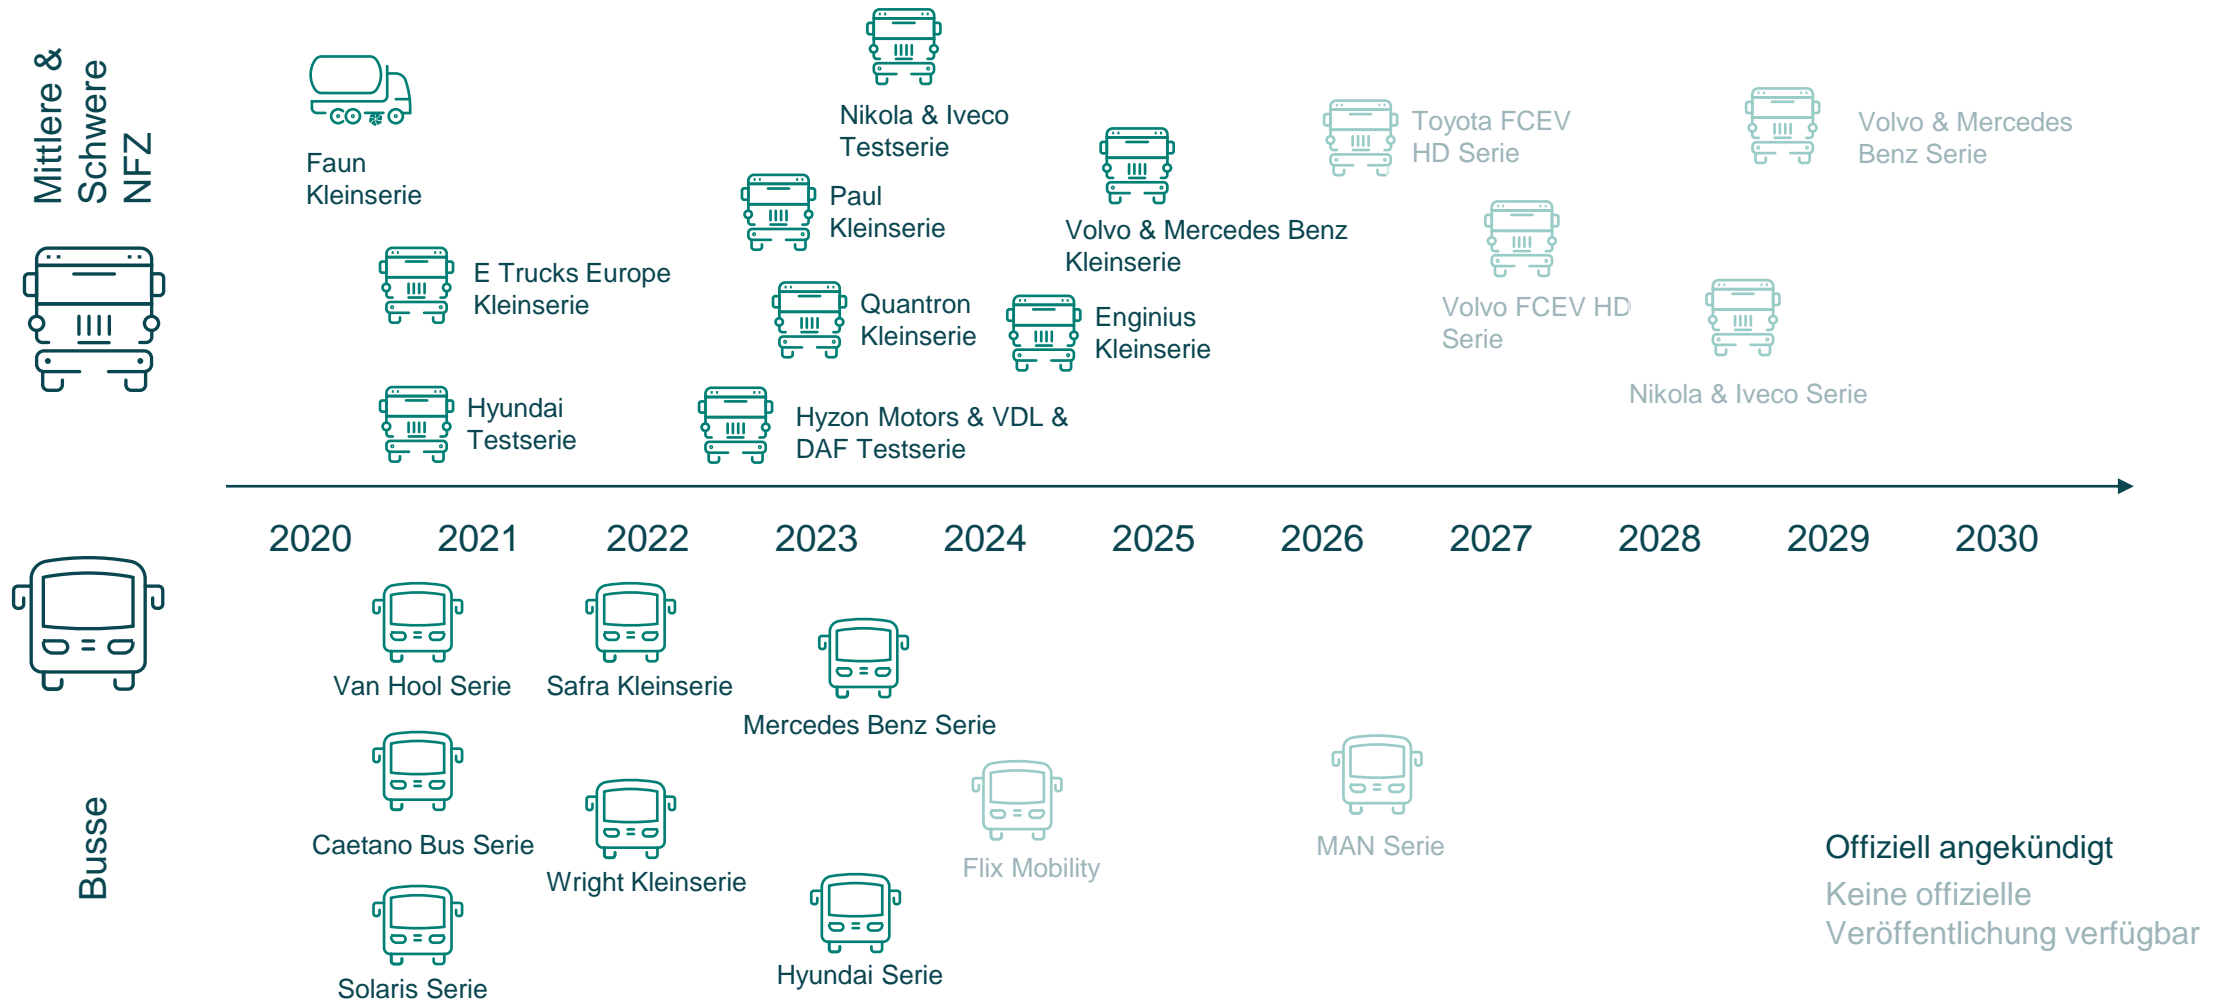 Mittlere &
Schwere
NFZ
Faun
Kleinserie
E Trucks Europe
Kleinserie
Hyundai
Testserie
Nikola & Iveco
Testserie
Paul
Kleinserie
Quantron
Kleinserie
Hyzon Motors & VDL &
DAF Testserie
Volvo & Mercedes Benz
Kleinserie
Enginius
Kleinserie
Toyota FCEV
HD Serie
Volvo FCEV HD
Serie
Volvo & Mercedes
Benz Serie
Nikola & Iveco Serie
2020 2021 2022 2023 2024 2025 2026 2027 2028 2029 2030
Busse
Van Hool Serie
Caetano Bus Serie
Solaris Serie
Safra Kleinserie
Wright Kleinserie
Mercedes Benz Serie
Hyundai Serie
Flix Mobility
MAN Serie
Offiziell angekündigt
Keine offizielle
Veröffentlichung verfügbar